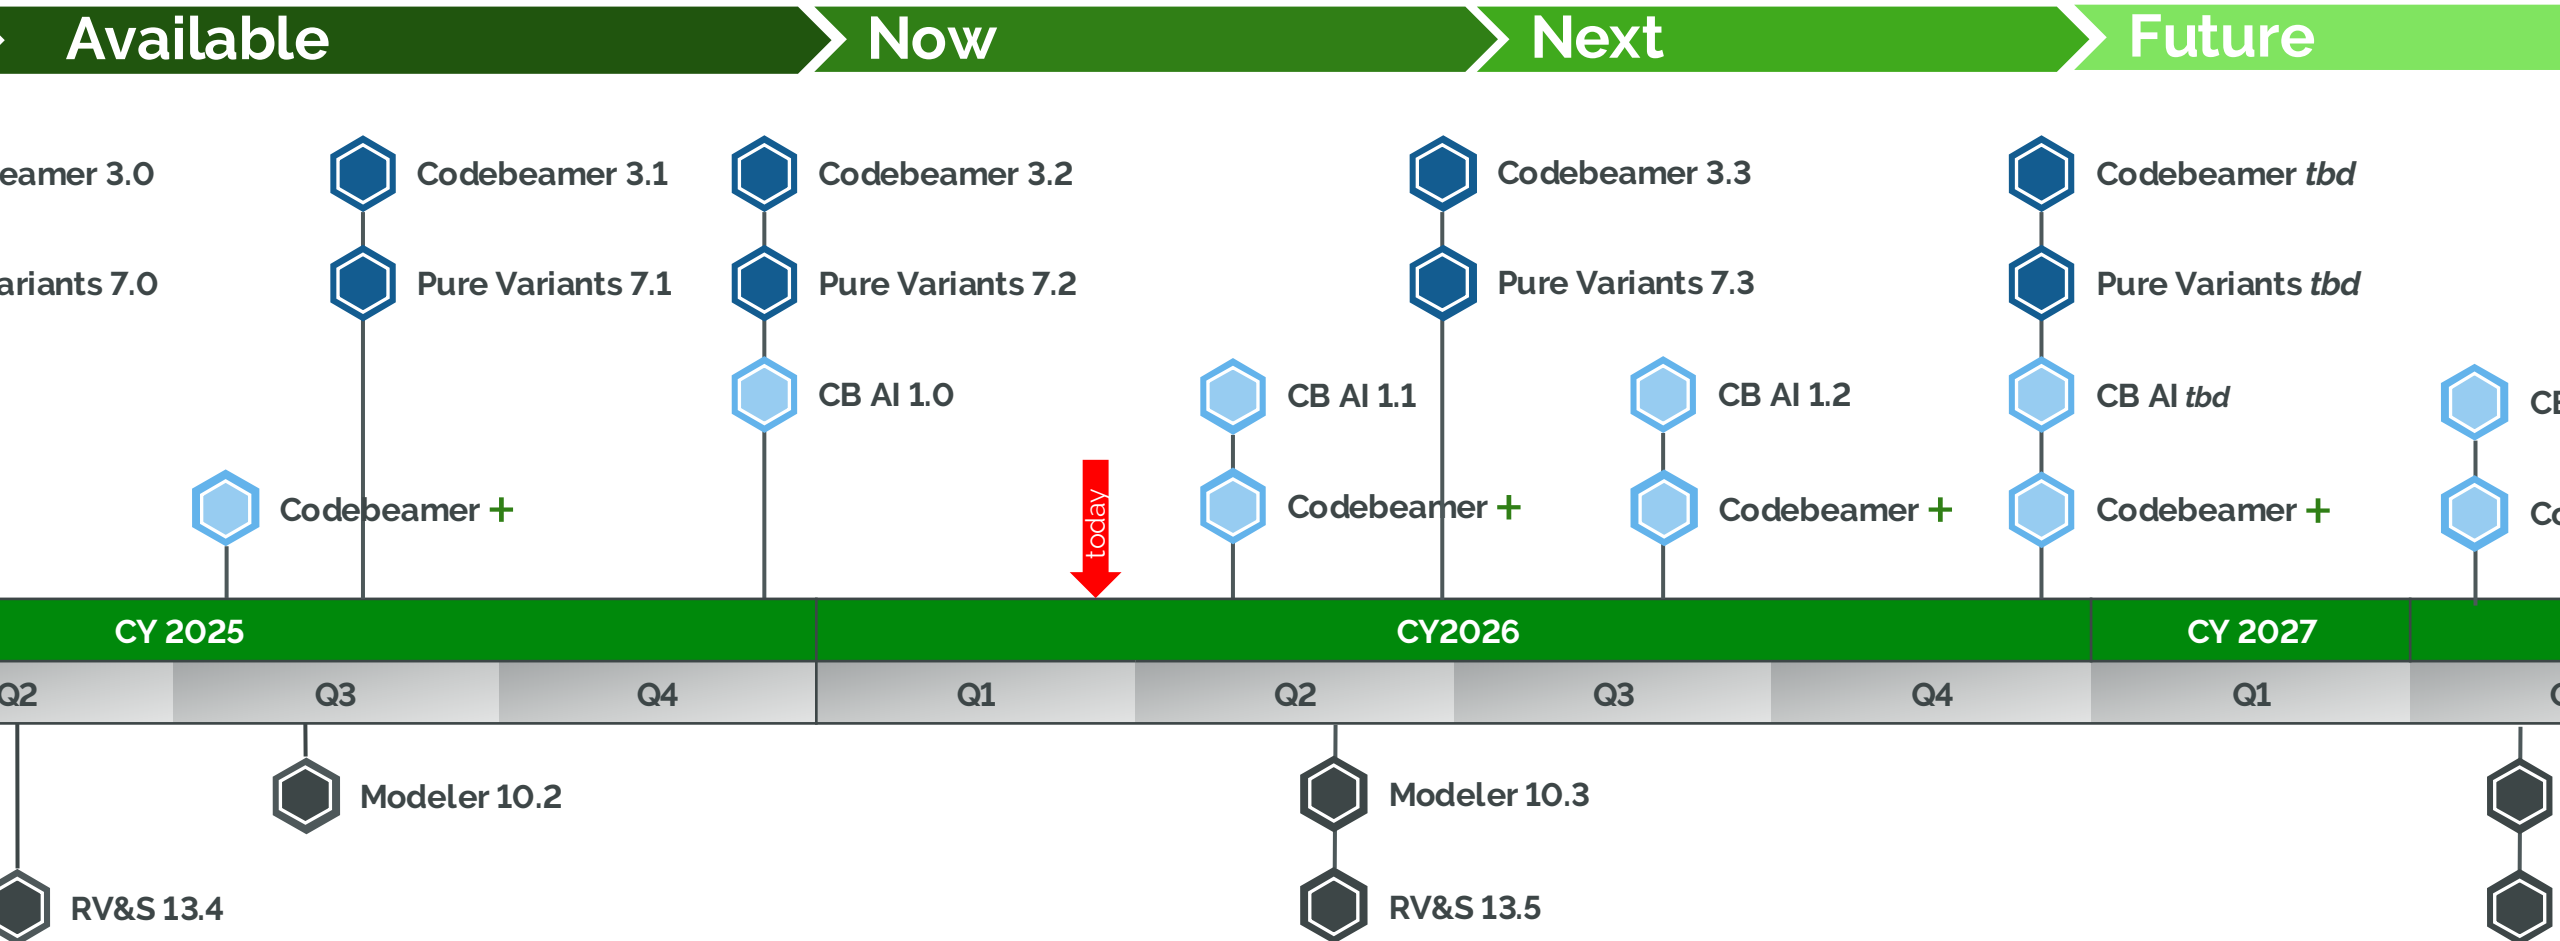 Available
Now
Next
Future
eamer 3.0
Codebeamer 3.1
Codebeamer 3.2
Codebeamer 3.3
Codebeamer tbd
ariants 7.0
Pure Variants 7.1
Pure Variants 7.2
Pure Variants 7.3
Pure Variants tbd
CB AI 1.0
CB AI 1.1
CB AI 1.2
CB AI tbd
Codebeamer +
today
Codebeamer +
Codebeamer +
Codebeamer +
CY 2025
CY2026
CY 2027
Q2
Q3
Q4
Q1
Q2
Q3
Q4
Q1
Modeler 10.2
Modeler 10.3
RV&S 13.4
RV&S 13.5